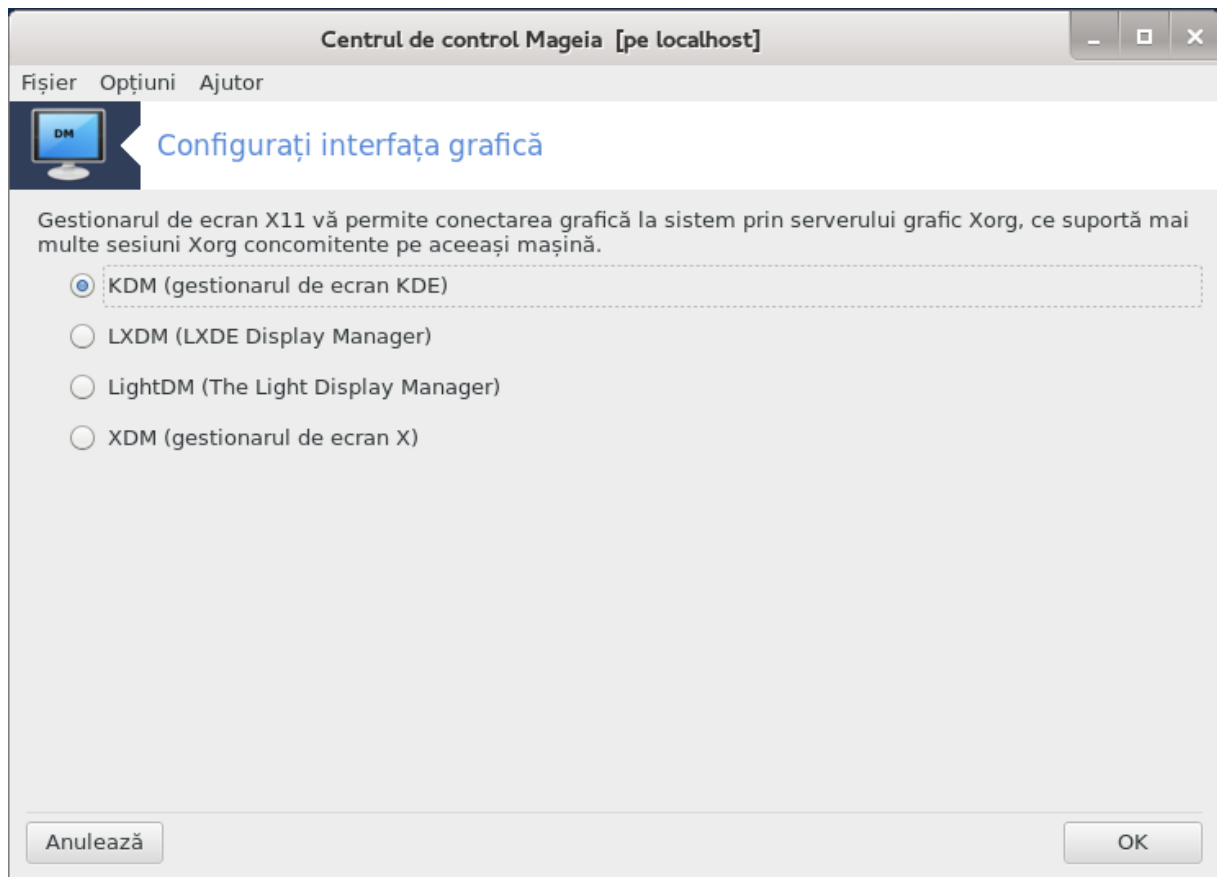 Centrul de control Mageia [pe localhost]
Fișier Opțiuni Ajutor
DM
Configurați interfața grafică
Gestionarul de ecran X11 vă permite conectarea grafică la sistem prin serverului grafic Xorg, ce suportă mai
multe sesiuni Xorg concomitente pe aceeași mașină.
KDM (gestionarul de ecran KDE)
LXDM (LXDE Display Manager)
LightDM (The Light Display Manager)
XDM (gestionarul de ecran X)
Anulează OK